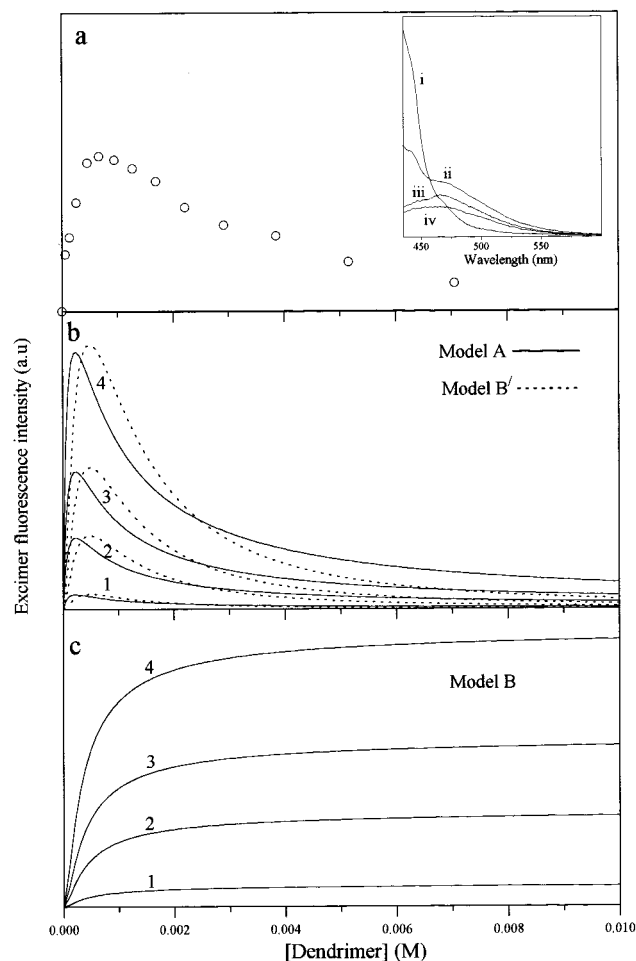 a
i
ii
iii
iv
450 500 550
Wavelength (nm)
Excimer fluorescence intensity (a.u)
b
Model A
Model B/
4
3
2
1
c
Model B
4
3
2
1
0.000 0.002 0.004 0.006 0.008 0.010
[Dendrimer] (M)